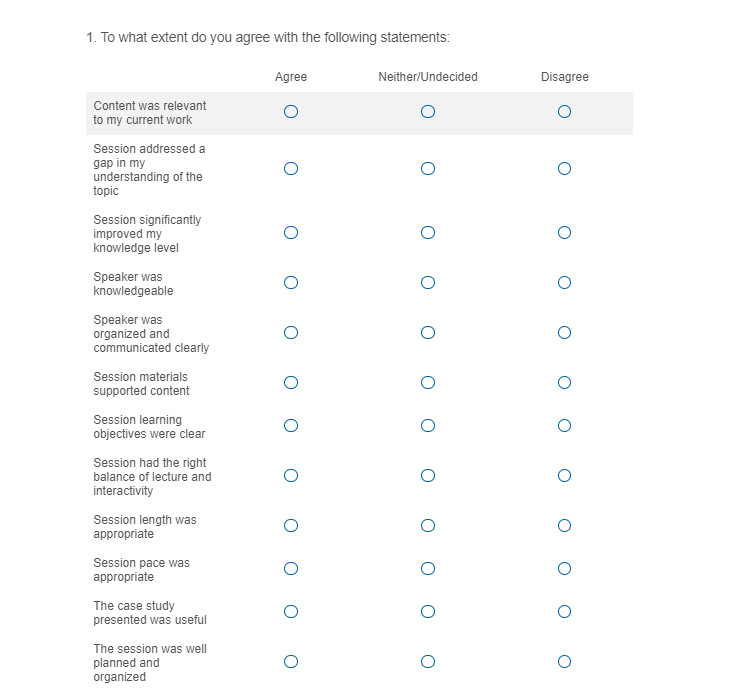 1. To what extent do you agree with the following statements:
Agree Neither/Undecided Disagree
Content was relevant
to my current work
Session addressed a
gap in my
understanding of the
topic
Session significantly
improved my
knowledge level
Speaker was
knowledgeable
Speaker was
organized and
communicated clearly
Session materials
supported content
Session learning
objectives were clear
Session had the right
balance of lecture and
interactivity
Session length was
appropriate
Session pace was
appropriate
The case study
presented was useful
The session was well
planned and
organized